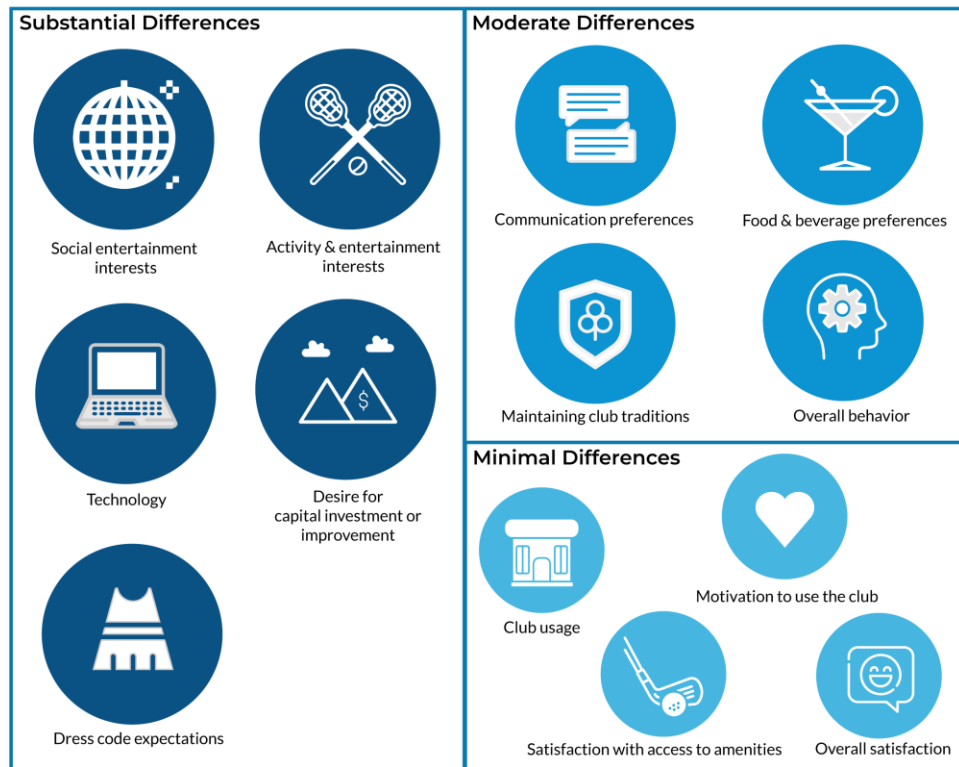 Substantial Differences
Social entertainment
interests
Activity & entertainment
interests
Technology
$
Desire for
capital investment or
improvement
Dress code expectations
Moderate Differences
Communication preferences
Food & beverage preferences
Maintaining club traditions
Overall behavior
Minimal Differences
Club usage
Motivation to use the club
Satisfaction with access to amenities
Overall satisfaction